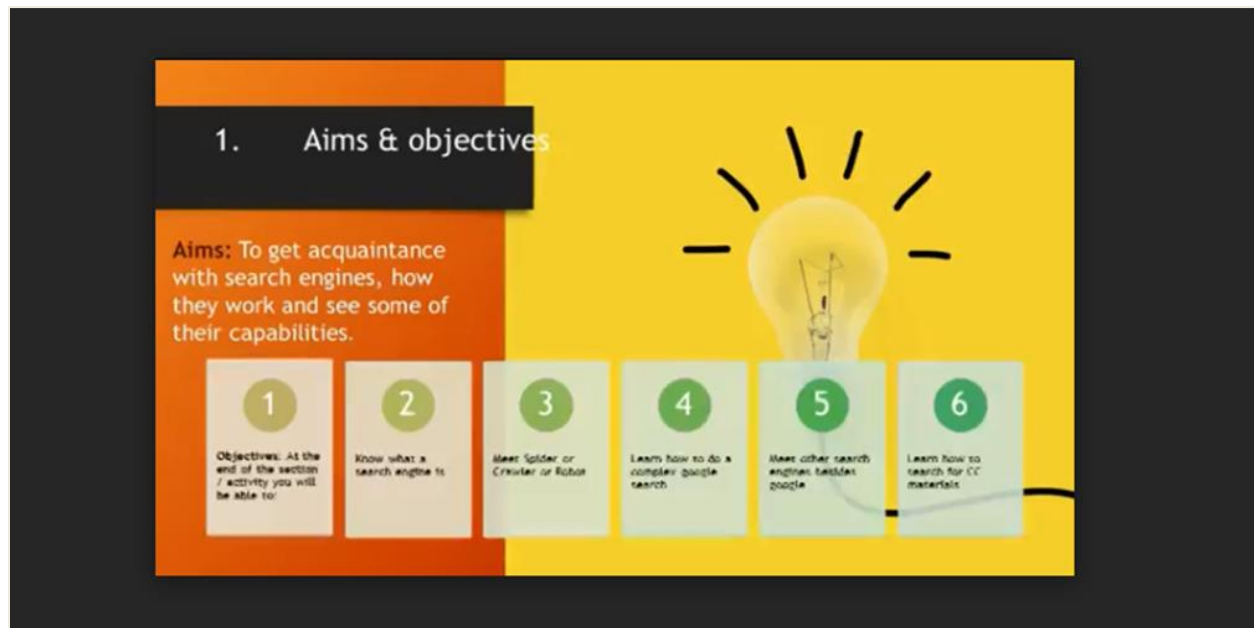 1. Aims & objectives
Aims: To get acquaintance
with search engines, how
they work and see some of
their capabilities.
1
Objectives: At the
end of the section
/ activity you will
be able to:
2
Know what a
search engine is
3
Meet Spider or
Crawler or Robot
4
Learn how to do a
complex google
search
5
Meet other search
engines besides
google
6
Learn how to
search for CC
materials